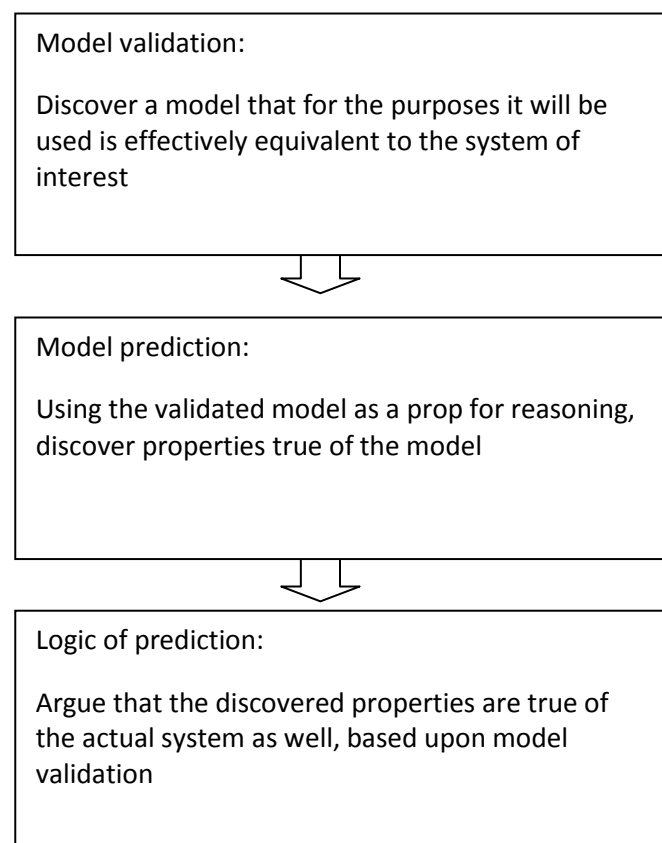 Model validation:
Discover a model that for the purposes it will be
used is effectively equivalent to the system of
interest
Model prediction:
Using the validated model as a prop for reasoning,
discover properties true of the model
Logic of prediction:
Argue that the discovered properties are true of
the actual system as well, based upon model
validation